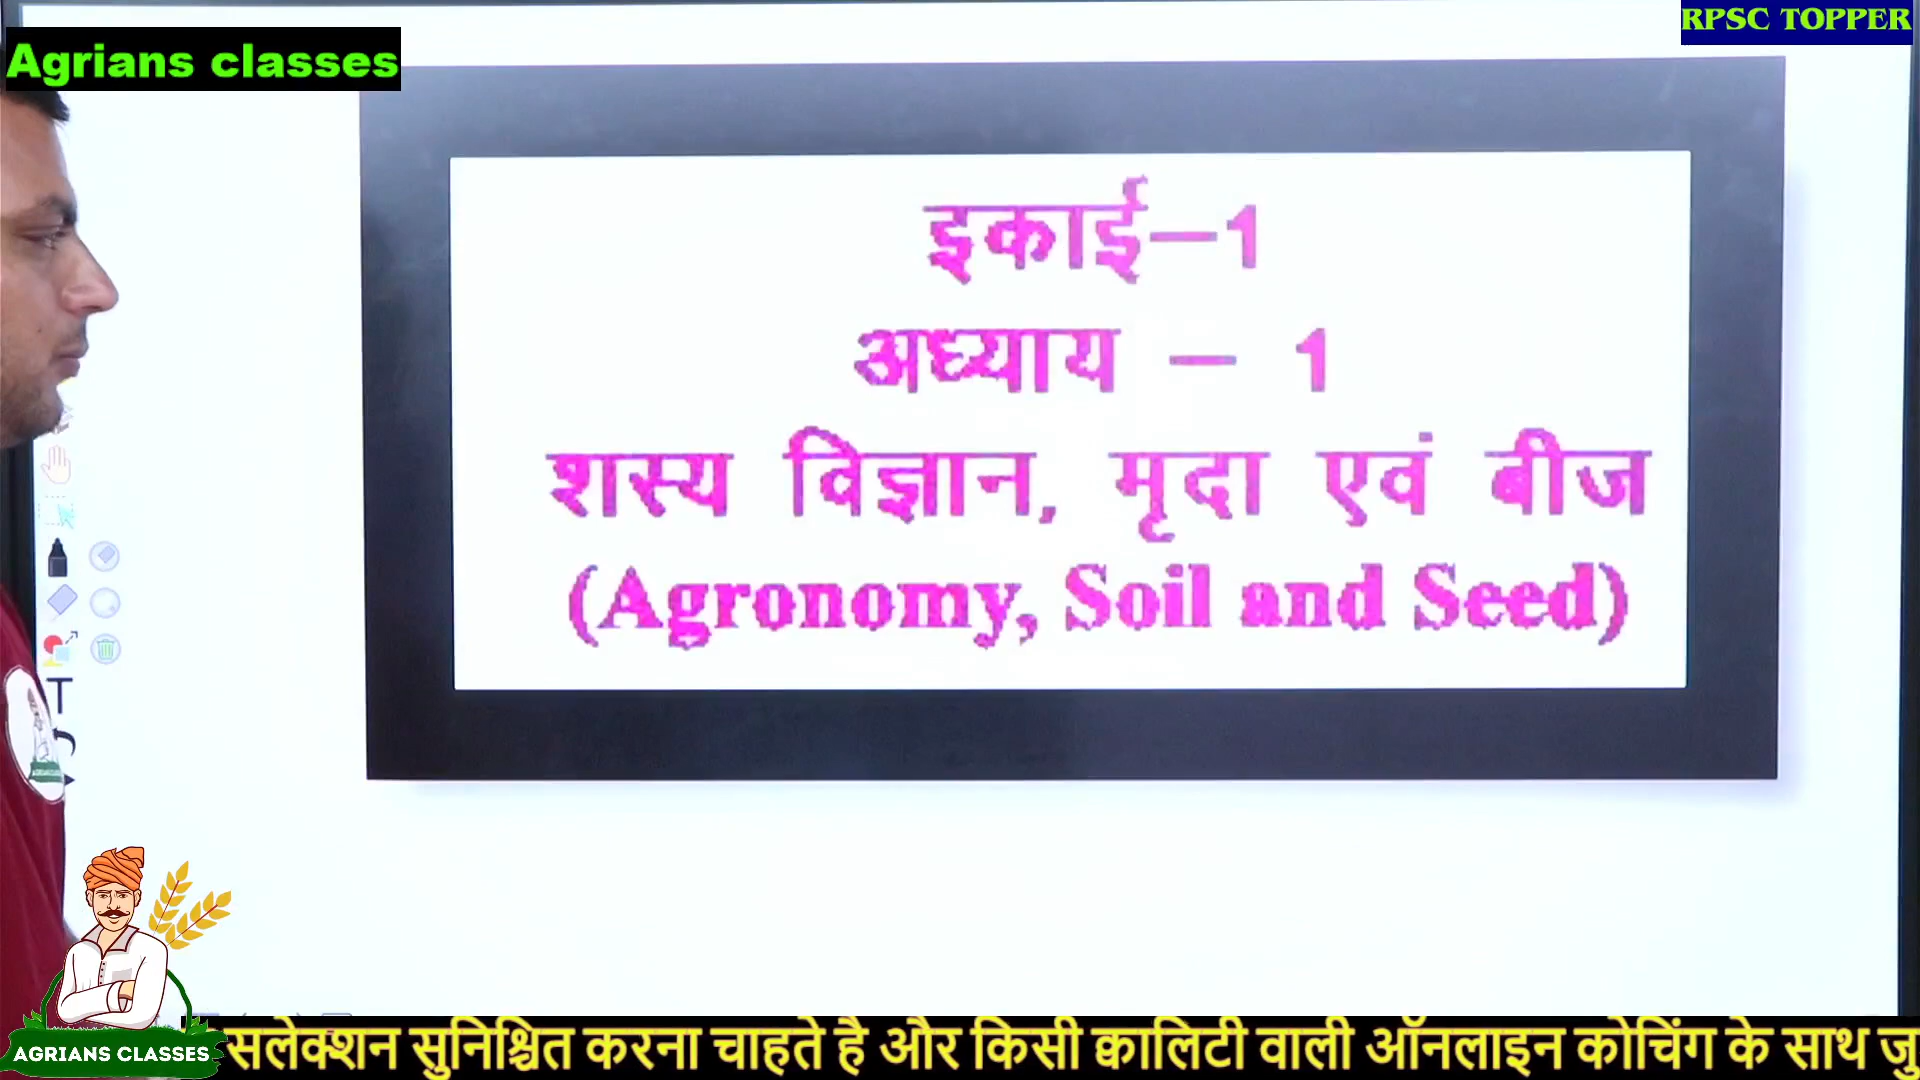 Agrians classes
RPSC TOPPER
इकाई–1
अध्याय – 1
शस्य विज्ञान, मृदा एवं बीज
(Agronomy, Soil and Seed)
T
AGRIANS CLASSES
सलेक्शन सुनिश्चित करना चाहते है और किसी क्वालिटी वाली ऑनलाइन कोचिंग के साथ जु